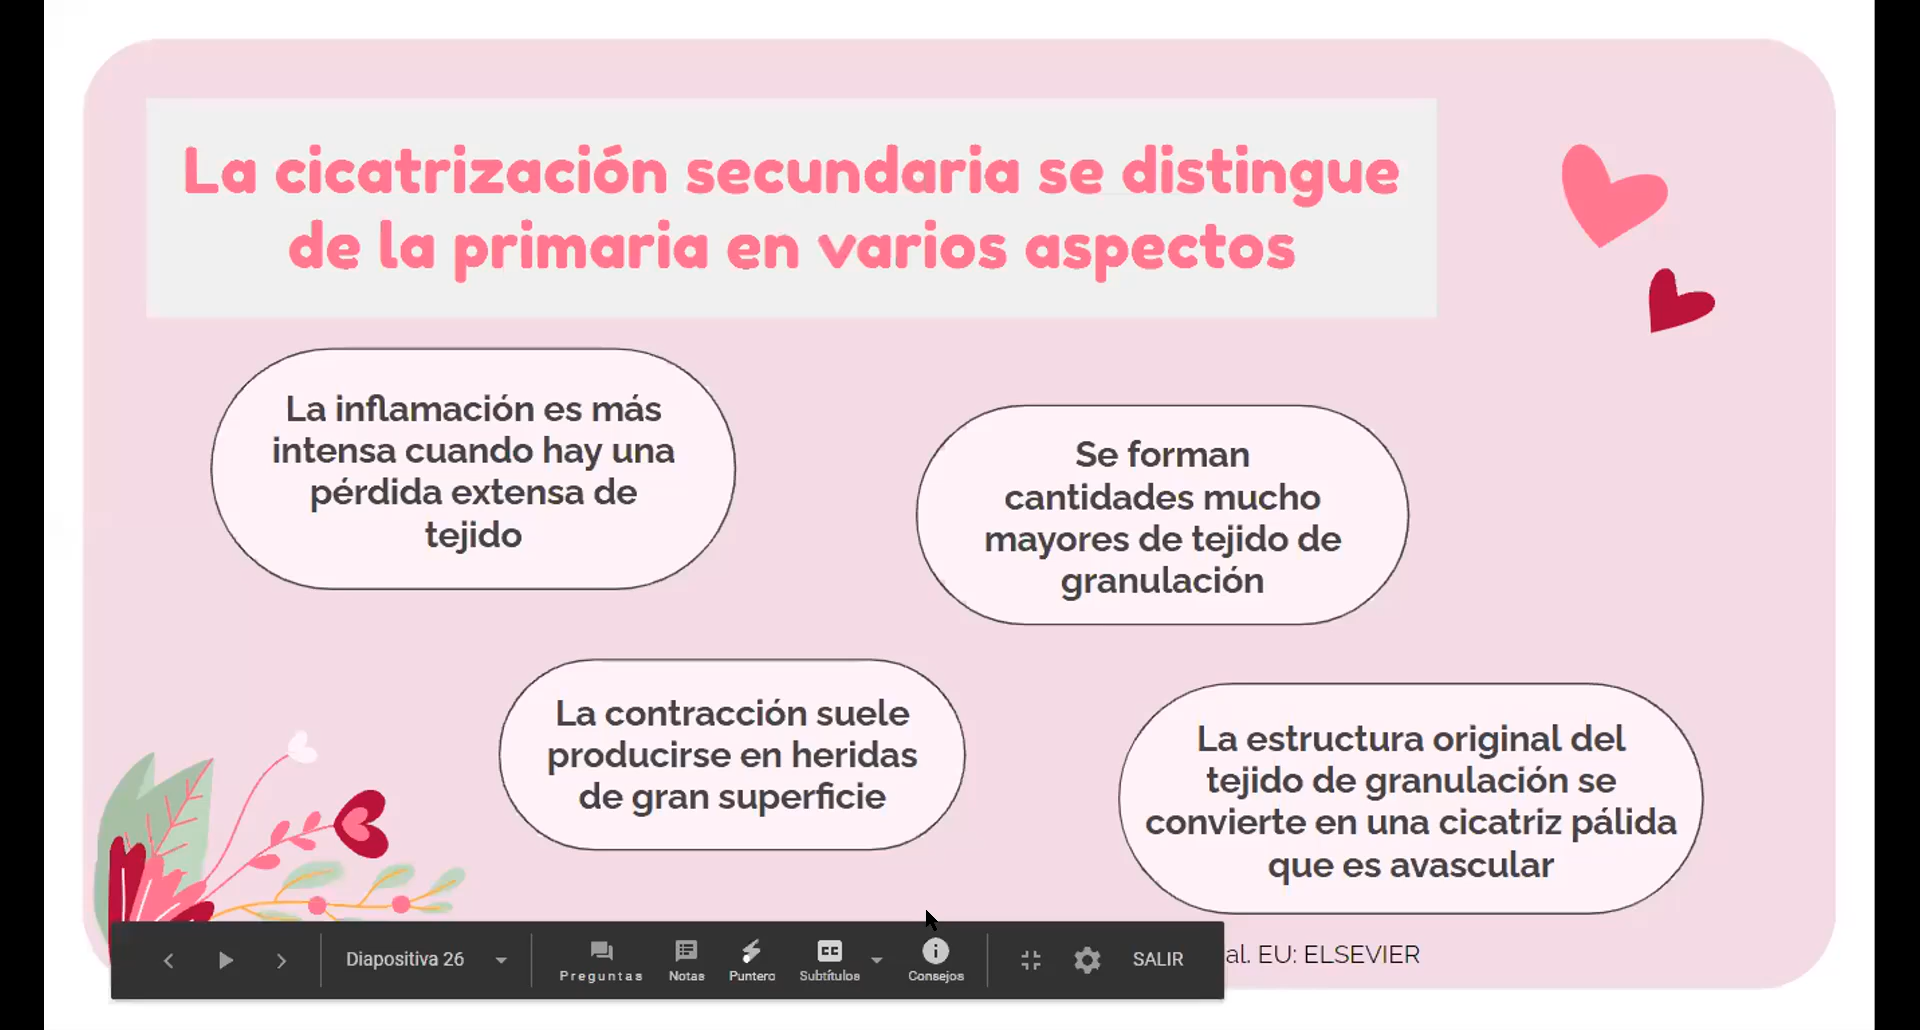 La cicatrización secundaria se distingue
de la primaria en varios aspectos
La inflamación es más
intensa cuando hay una
pérdida extensa de
tejido
Se forman
cantidades mucho
mayores de tejido de
granulación
La contracción suele
producirse en heridas
de gran superficie
La estructura original del
tejido de granulación se
convierte en una cicatriz pálida
que es avascular
al. EU: ELSEVIER
Diapositiva 26
Preguntas
Notas
Puntero
CC
Subtítulos
Consejos
SALIR